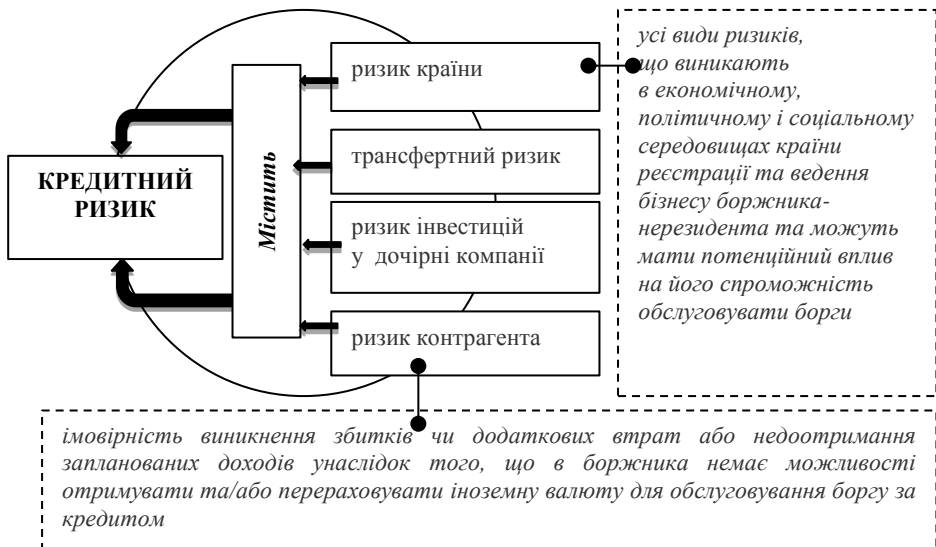 КРЕДИТНИЙ
РИЗИК
Містить
ризик країни
трансфертний ризик
ризик інвестицій
у дочірні компанії
ризик контрагента
усі види ризиків,
що виникають
в економічному,
політичному і соціальному
середовищах країни
реєстрації та ведення
бізнесу боржника-
нерезидента та можуть
мати потенційний вплив
на його спроможність
обслуговувати борги
імовірність виникнення збитків чи додаткових втрат або недоотримання
запланованих доходів унаслідок того, що в боржника немає можливості
отримувати та/або перераховувати іноземну валюту для обслуговування боргу за
кредитом